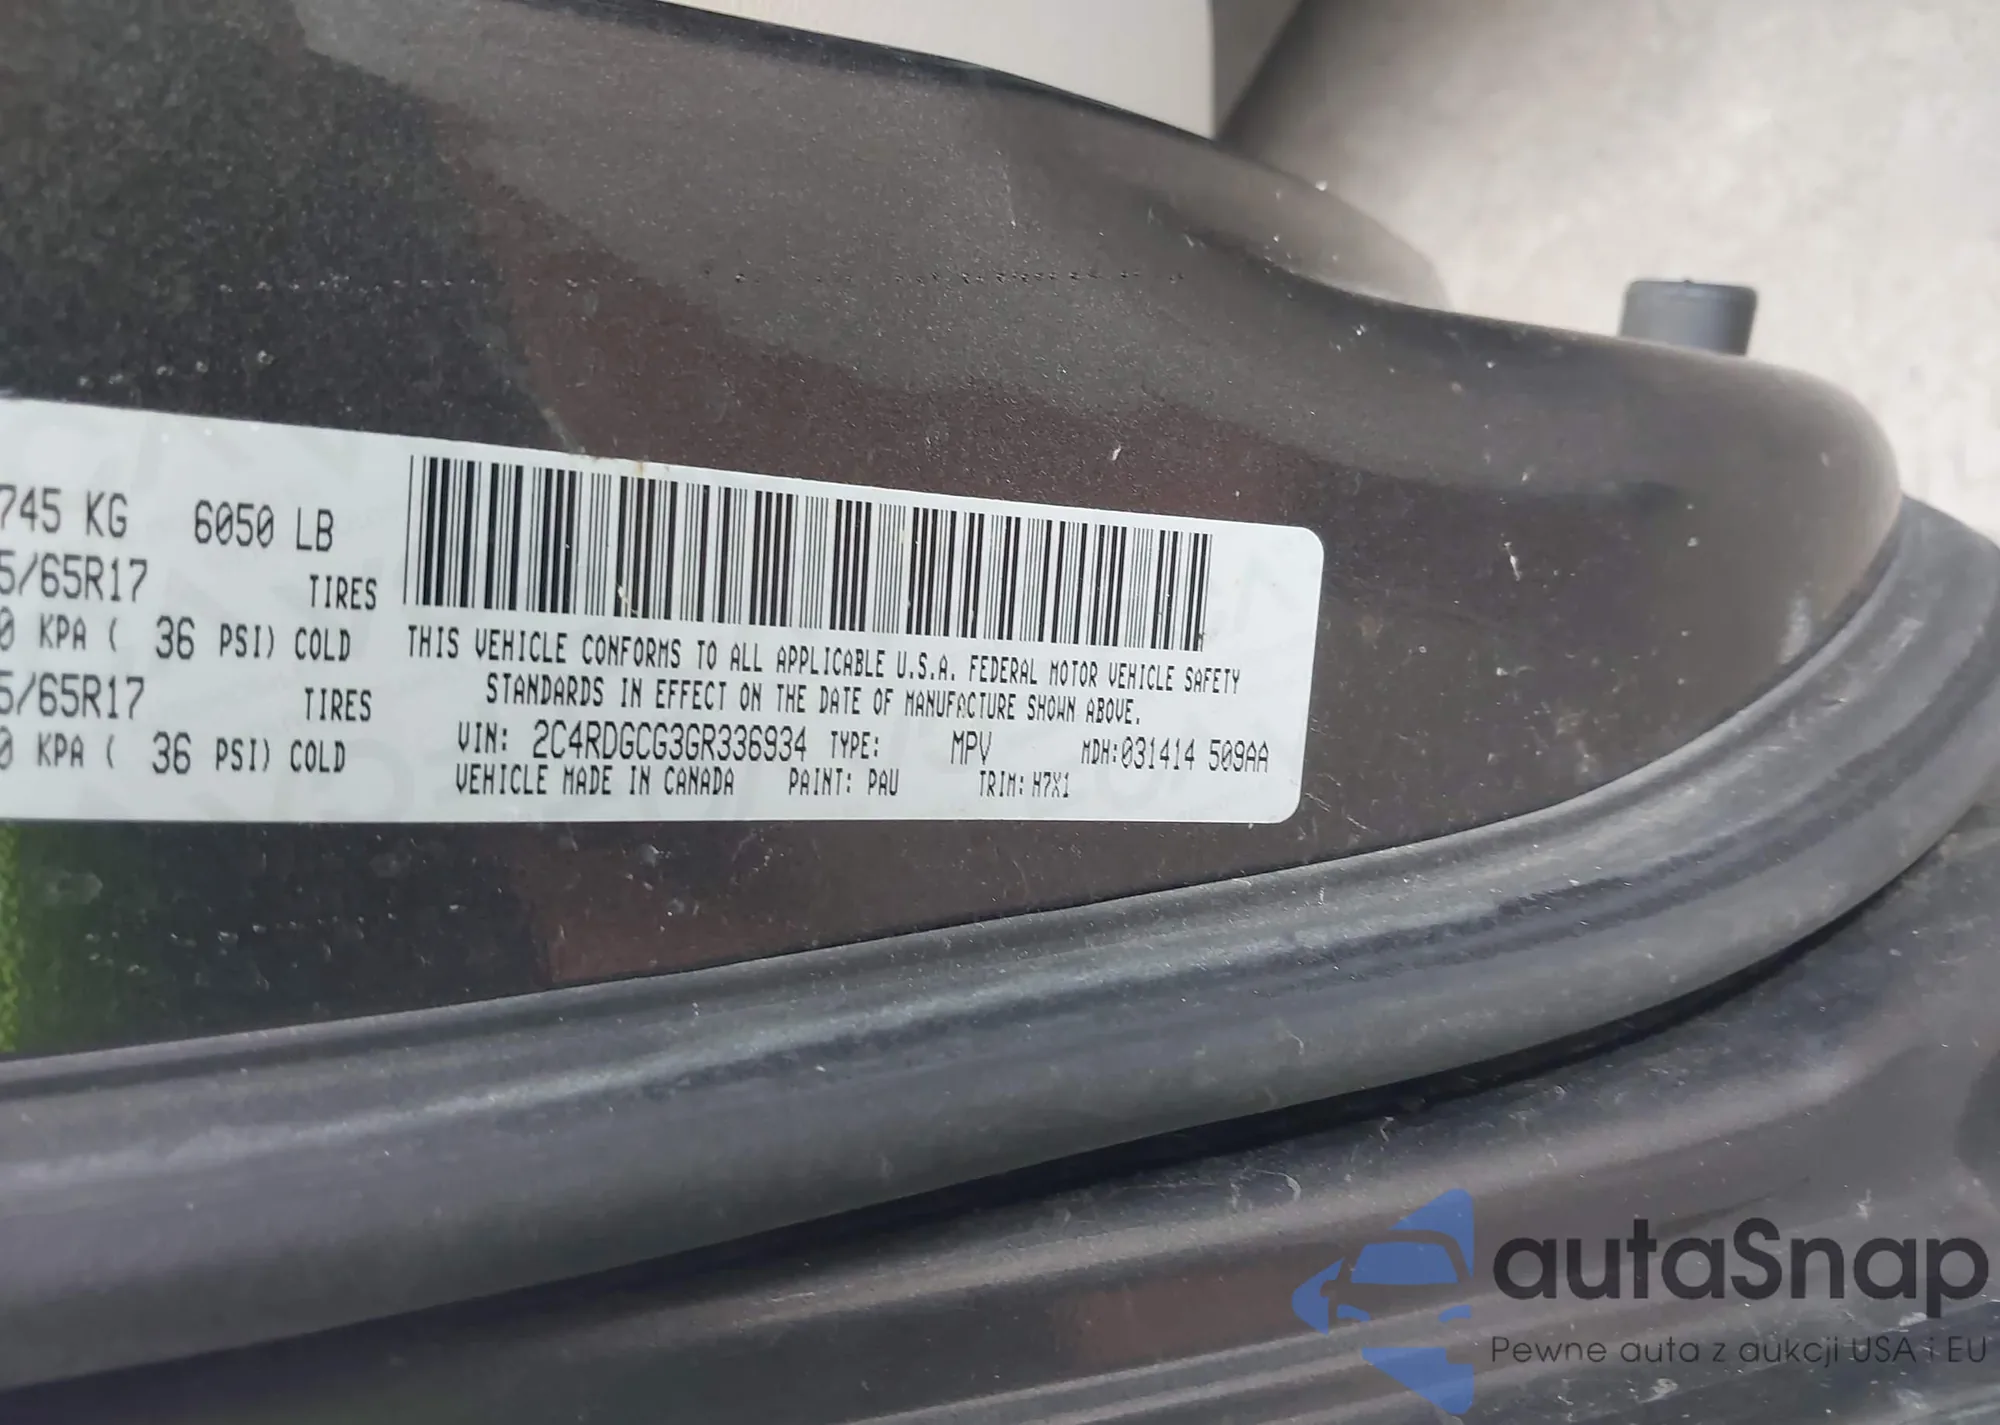 745 KG 6050 LB
5/65R17 TIRES
0 KPA ( 36 PSI) COLD
5/65R17 TIRES
0 KPA ( 36 PSI) COLD
THIS VEHICLE CONFORMS TO ALL APPLICABLE U.S.A. FEDERAL MOTOR VEHICLE SAFETY
STANDARDS IN EFFECT ON THE DATE OF MANUFACTURE SHOWN ABOVE.
VIN: 2C4RDGCG3GR336934 TYPE: MPV MDH:031414 509AA
VEHICLE MADE IN CANADA PAINT: PAU TRIM: H7X1
autaSnap
Pewne auta z aukcji USA i EU